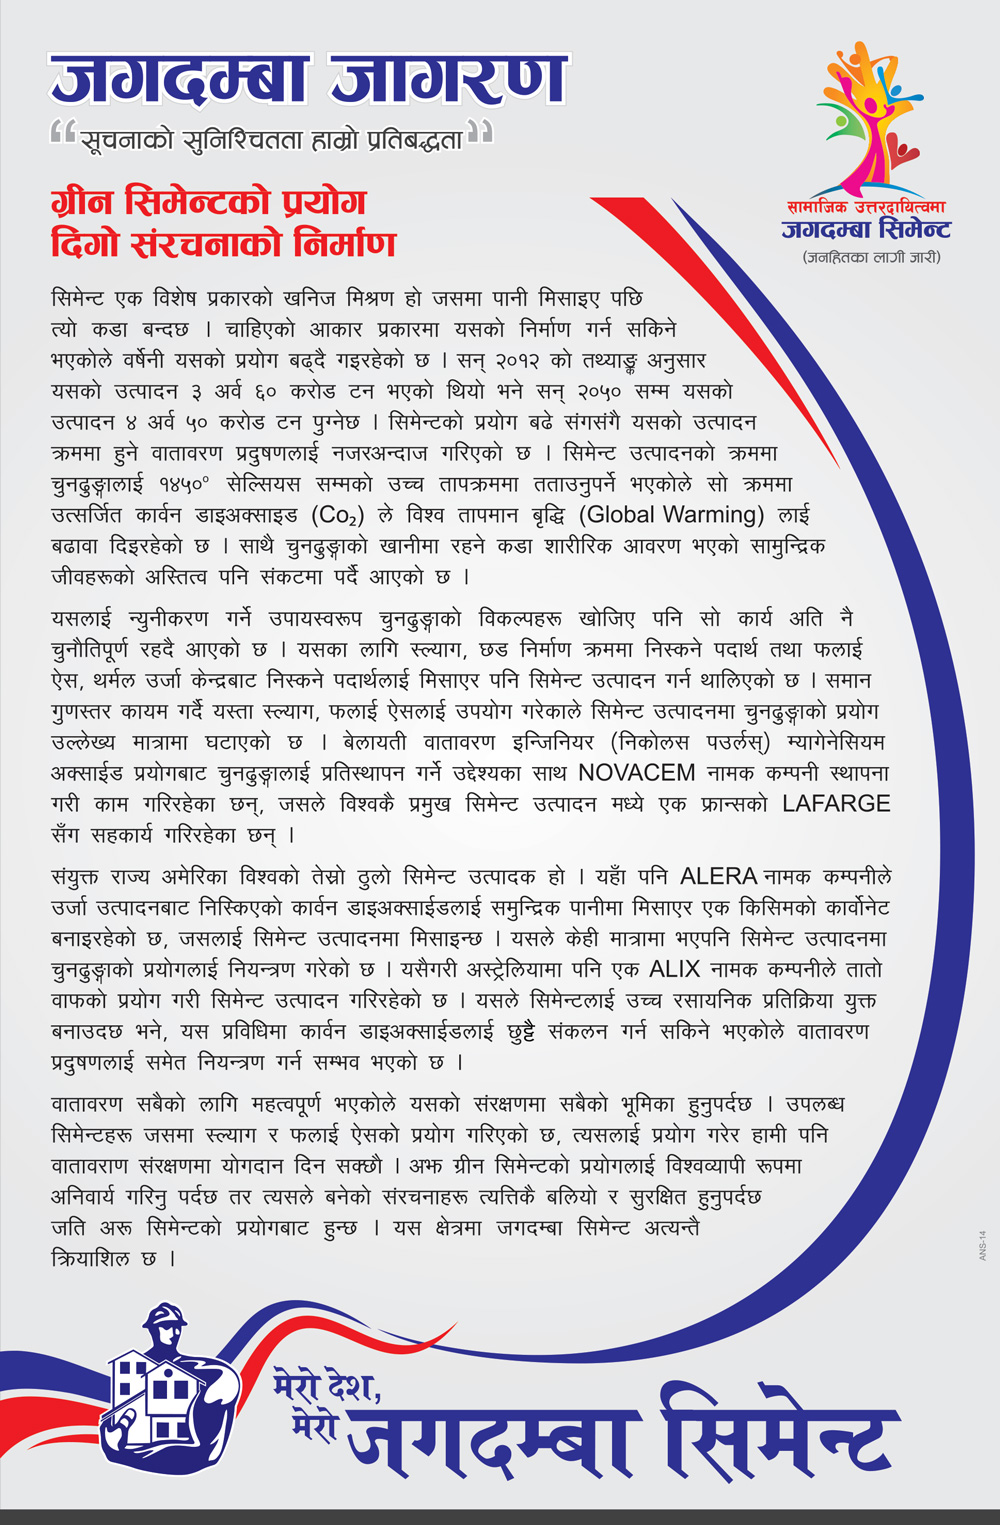 जगदम्बा जागरण
“सूचनाको सुनिश्चितता हाम्रो प्रतिबद्धता”
सामाजिक उत्तरदायित्वमा
जगदम्बा सिमेन्ट
(जनहितका लागी जारी)
ग्रीन सिमेन्टको प्रयोग
दिगो संरचनाको निर्माण
सिमेन्ट एक विशेष प्रकारको खनिज मिश्रण हो जसमा पानी मिसाइए पछि
त्यो कडा बन्दछ । चाहिएको आकार प्रकारमा यसको निर्माण गर्न सकिने
भएकोले वर्षेनी यसको प्रयोग बढ्दै गइरहेको छ । सन् २०१२ को तथ्याङ्क अनुसार
यसको उत्पादन ३ अर्व ६० करोड टन भएको थियो भने सन् २०५० सम्म यसको
उत्पादन ४ अर्व ५० करोड टन पुग्नेछ । सिमेन्टको प्रयोग बढे संगसंगै यसको उत्पादन
क्रममा हुने वातावरण प्रदुषणलाई नजरअन्दाज गरिएको छ । सिमेन्ट उत्पादनको क्रममा
चुनढुङ्गालाई १४५०° सेल्सियस सम्मको उच्च तापक्रममा तताउनुपर्ने भएकोले सो क्रममा
उत्सर्जित कार्वन डाइअक्साइड (Co₂) ले विश्व तापमान बृद्धि (Global Warming) लाई
बढावा दिइरहेको छ । साथै चुनढुङ्गाको खानीमा रहने कडा शारीरिक आवरण भएको सामुन्द्रिक
जीवहरूको अस्तित्व पनि संकटमा पर्दै आएको छ ।
यसलाई न्युनीकरण गर्ने उपायस्वरूप चुनढुङ्गाको विकल्पहरू खोजिए पनि सो कार्य अति नै
चुनौतिपूर्ण रहदै आएको छ । यसका लागि स्ल्याग, छड निर्माण क्रममा निस्कने पदार्थ तथा फलाई
ऐस, थर्मल उर्जा केन्द्रबाट निस्कने पदार्थलाई मिसाएर पनि सिमेन्ट उत्पादन गर्न थालिएको छ । समान
गुणस्तर कायम गर्दै यस्ता स्ल्याग, फलाई ऐसलाई उपयोग गरेकाले सिमेन्ट उत्पादनमा चुनढुङ्गाको प्रयोग
उल्लेख्य मात्रामा घटाएको छ । बेलायती वातावरण इन्जिनियर (निकोलस पउर्लस्) म्यागेनेसियम
अक्साईड प्रयोगबाट चुनढुङ्गालाई प्रतिस्थापन गर्ने उद्देश्यका साथ NOVACEM नामक कम्पनी स्थापना
गरी काम गरिरहेका छन्, जसले विश्वकै प्रमुख सिमेन्ट उत्पादन मध्ये एक फ्रान्सको LAFARGE
सँग सहकार्य गरिरहेका छन् ।
संयुक्त राज्य अमेरिका विश्वको तेस्रो ठुलो सिमेन्ट उत्पादक हो । यहाँ पनि ALERA नामक कम्पनीले
उर्जा उत्पादनबाट निस्किएको कार्वन डाइअक्साईडलाई समुन्द्रिक पानीमा मिसाएर एक किसिमको कार्वोनेट
बनाइरहेको छ, जसलाई सिमेन्ट उत्पादनमा मिसाइन्छ । यसले केही मात्रामा भएपनि सिमेन्ट उत्पादनमा
चुनढुङ्गाको प्रयोगलाई नियन्त्रण गरेको छ । यसैगरी अस्ट्रेलियामा पनि एक ALIX नामक कम्पनीले तातो
वाफको प्रयोग गरी सिमेन्ट उत्पादन गरिरहेको छ । यसले सिमेन्टलाई उच्च रसायनिक प्रतिक्रिया युक्त
बनाउदछ भने, यस प्रविधिमा कार्वन डाइअक्साईडलाई छुट्टै संकलन गर्न सकिने भएकोले वातावरण
प्रदुषणलाई समेत नियन्त्रण गर्न सम्भव भएको छ ।
वातावरण सबैको लागि महत्वपूर्ण भएकोले यसको संरक्षणमा सबैको भूमिका हुनुपर्दछ । उपलब्ध
सिमेन्टहरू जसमा स्ल्याग र फलाई ऐसको प्रयोग गरिएको छ, त्यसलाई प्रयोग गरेर हामी पनि
वातावराण संरक्षणमा योगदान दिन सक्छौ । अझ ग्रीन सिमेन्टको प्रयोगलाई विश्वव्यापी रूपमा
अनिवार्य गरिनु पर्दछ तर त्यसले बनेको संरचनाहरू त्यत्तिकै बलियो र सुरक्षित हुनुपर्दछ
जति अरू सिमेन्टको प्रयोगबाट हुन्छ । यस क्षेत्रमा जगदम्बा सिमेन्ट अत्यन्तै
क्रियाशिल छ ।
ANS-14
मेरो देश,
मेरो जगदम्बा सिमेन्ट